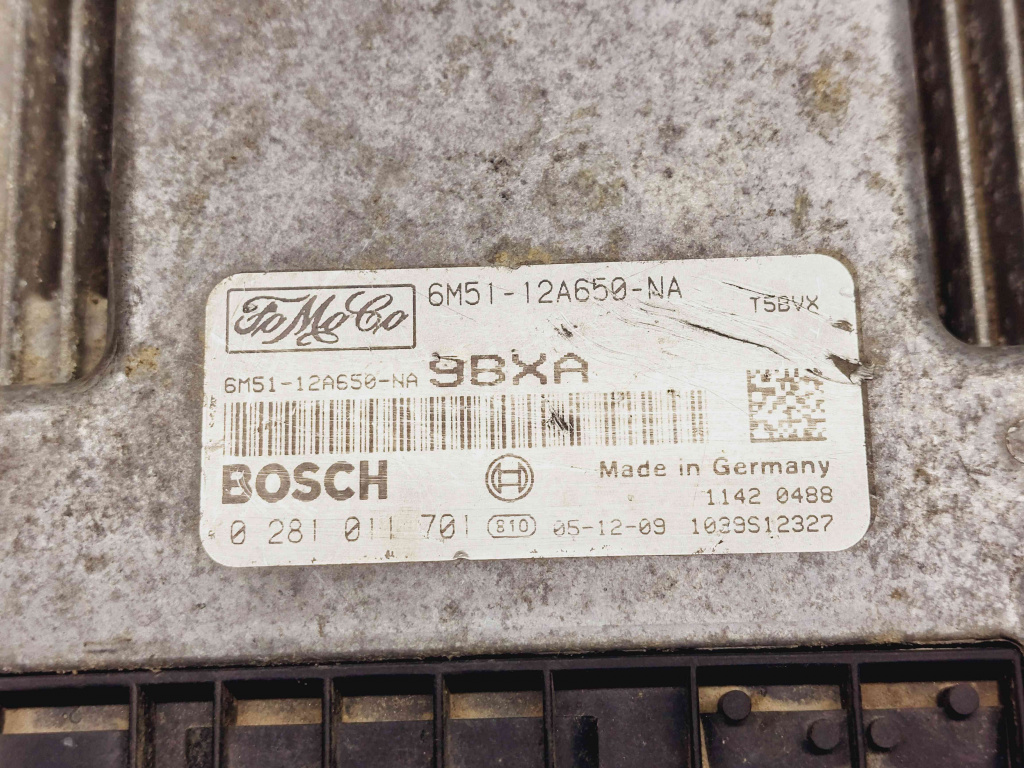 FoMoCo 6M51-12A650-NA
T5BVX
6M51-12A650-NA 9BXA
BOSCH Made in Germany
1142 0488
0 281 011 701 810 05-12-09 1039S12327